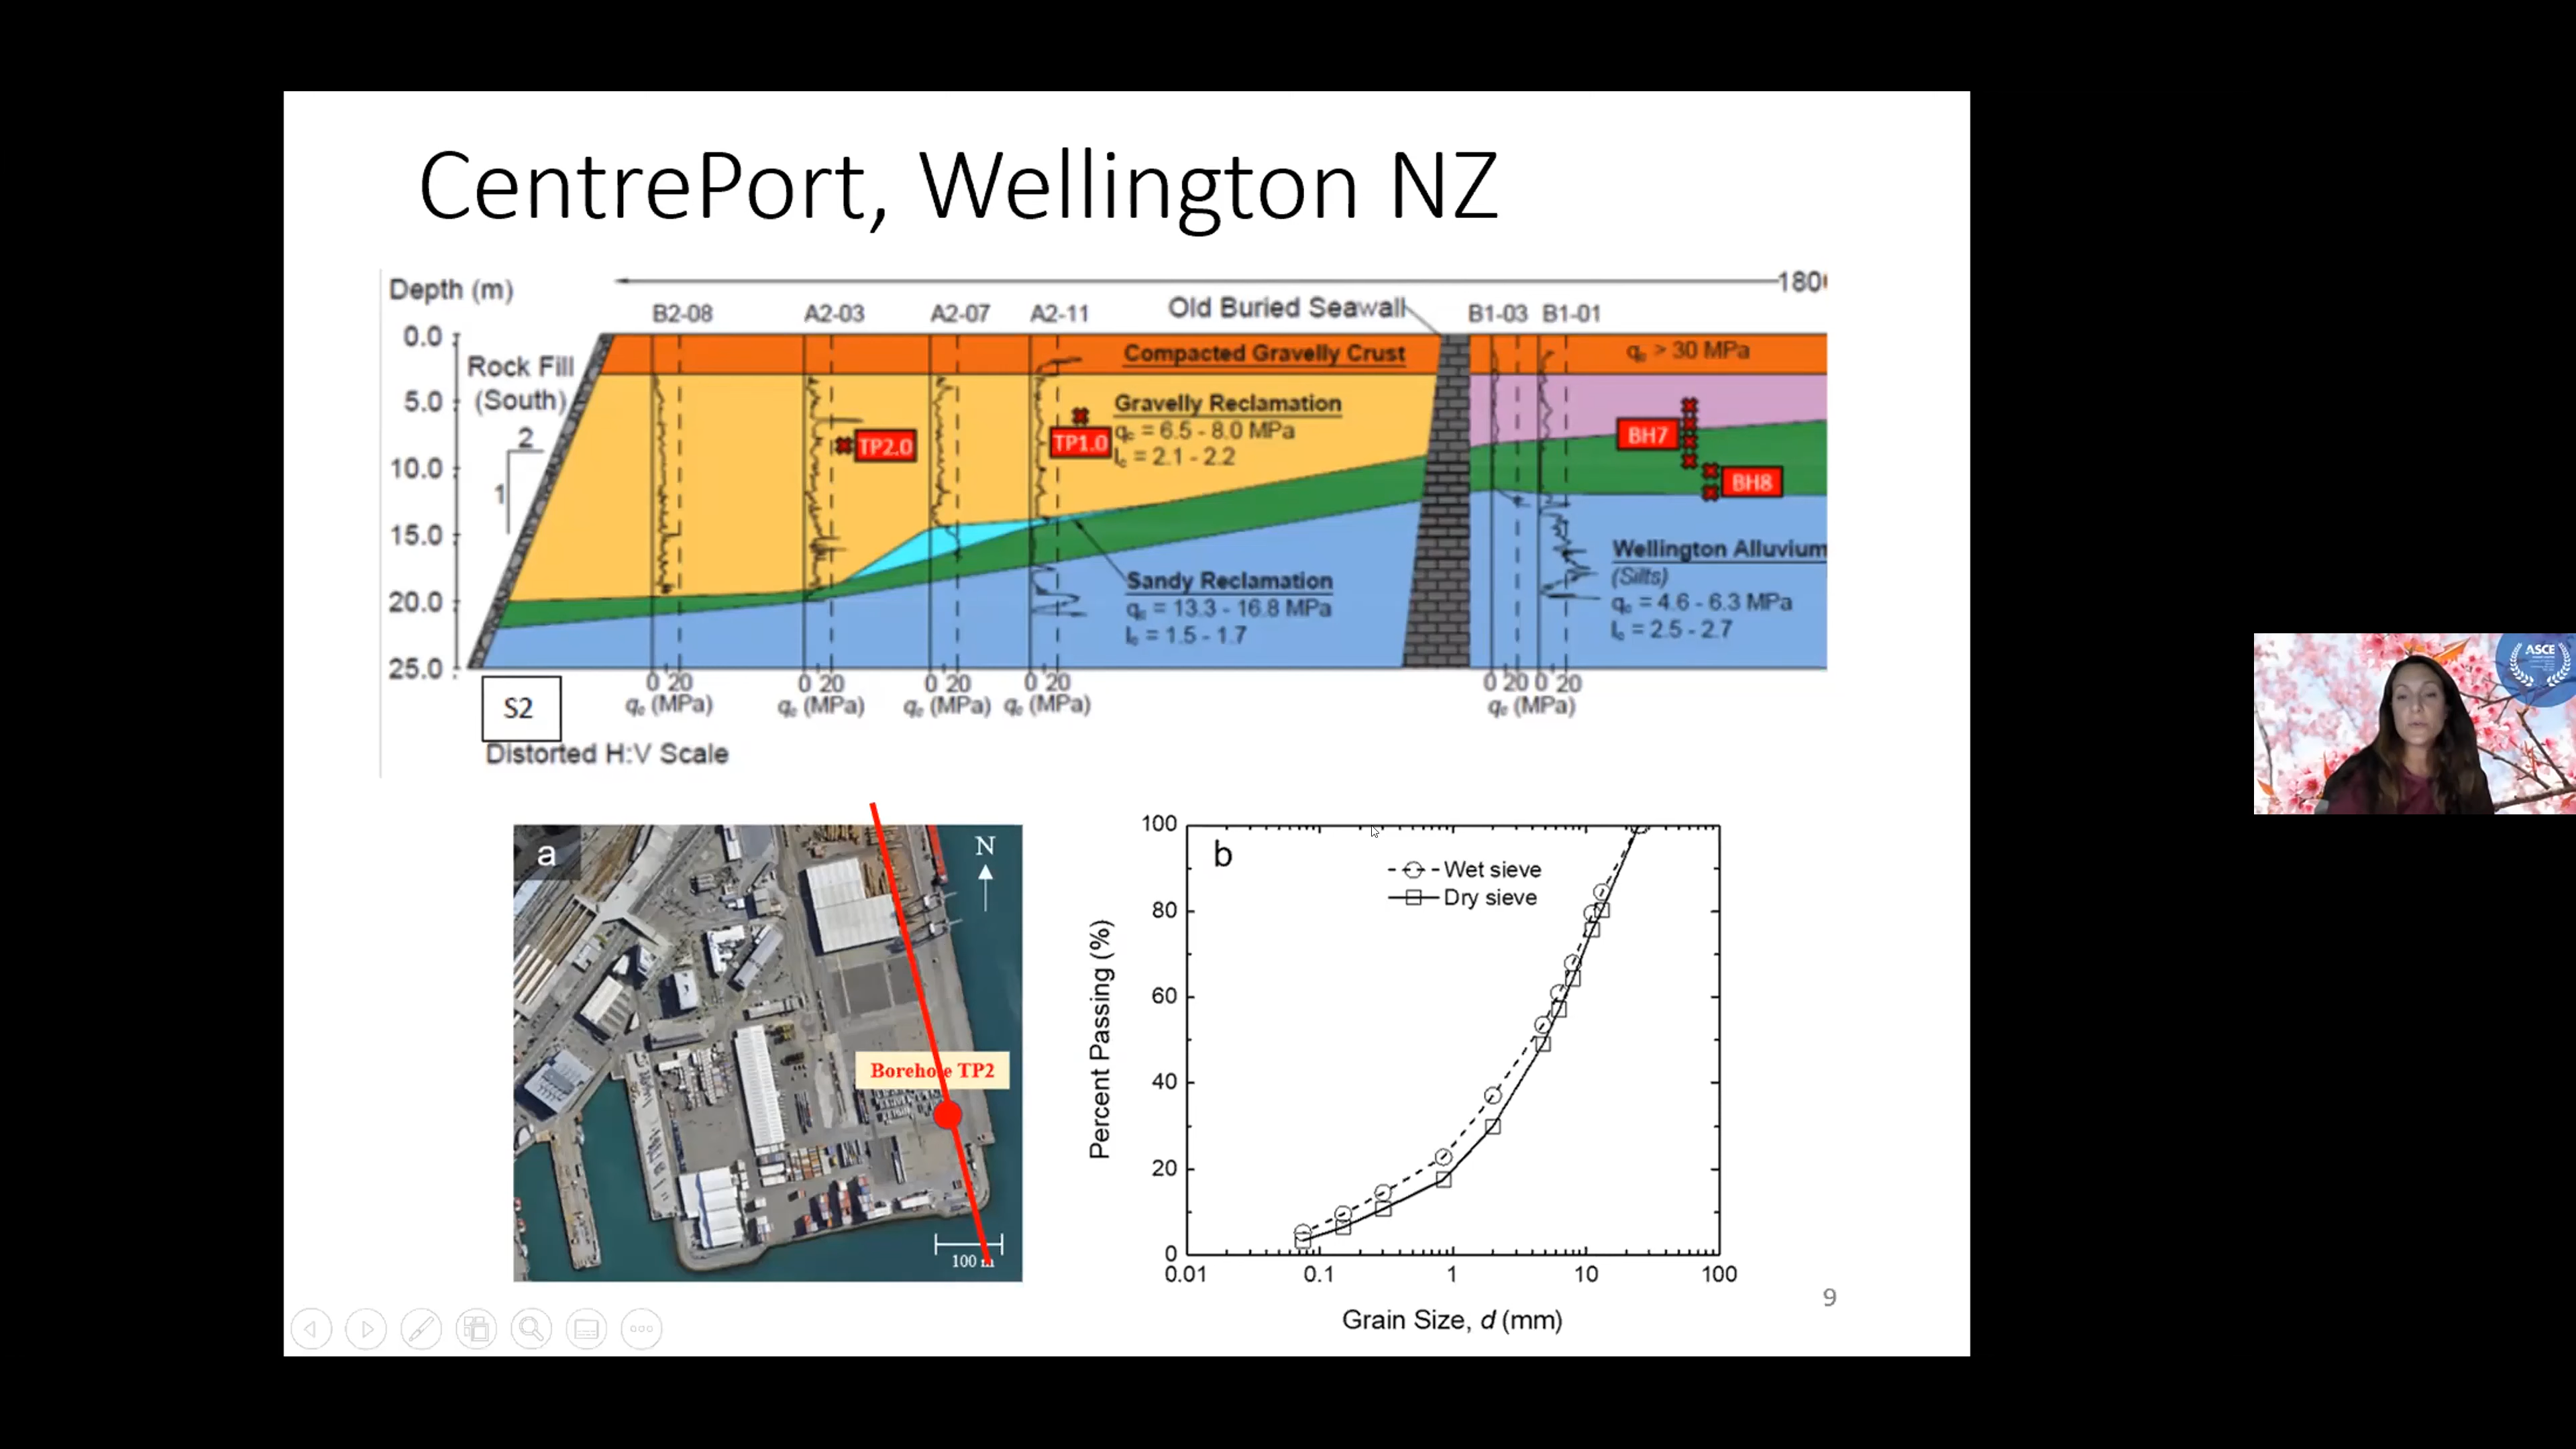 CentrePort, Wellington NZ
Depth (m)
180
B2-08
A2-03
A2-07
A2-11
Old Buried Seawall
B1-03
B1-01
0.0
5.0
10.0
15.0
20.0
25.0
Rock Fill
(South)
2
1
Compacted Gravelly Crust
qc > 30 MPa
Gravelly Reclamation
qc = 6.5 - 8.0 MPa
Ic = 2.1 - 2.2
TP2.0
TP1.0
BH7
BH8
Sandy Reclamation
qc = 13.3 - 16.8 MPa
Ic = 1.5 - 1.7
Wellington Alluvium
(Silts)
qc = 4.6 - 6.3 MPa
Ic = 2.5 - 2.7
0 20
0 20
0 20
0 20
0 20
0 20
qc (MPa)
qc (MPa)
qc (MPa)
qc (MPa)
qc (MPa)
S2
Distorted H:V Scale
a
N
Borehole TP2
100 m
b
Wet sieve
Dry sieve
Percent Passing (%)
100
80
60
40
20
0
0.01
0.1
1
10
100
Grain Size, d (mm)
9
ASCE